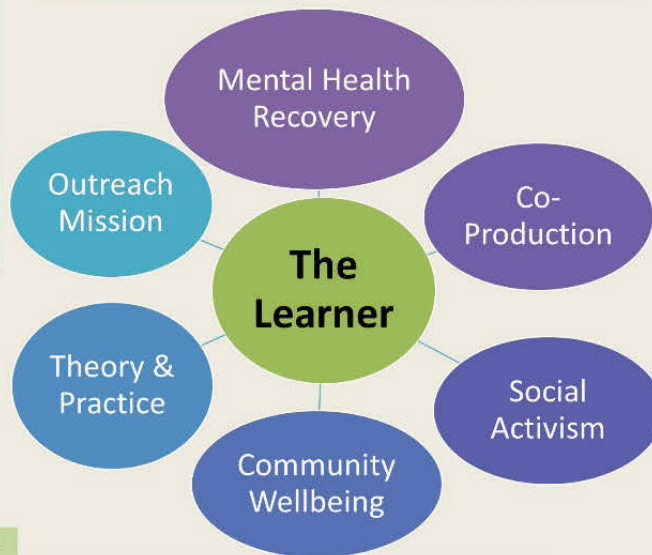 Mental Health
Recovery
Outreach
Mission
Co-
Production
The
Learner
Theory &
Practice
Social
Activism
Community
Wellbeing